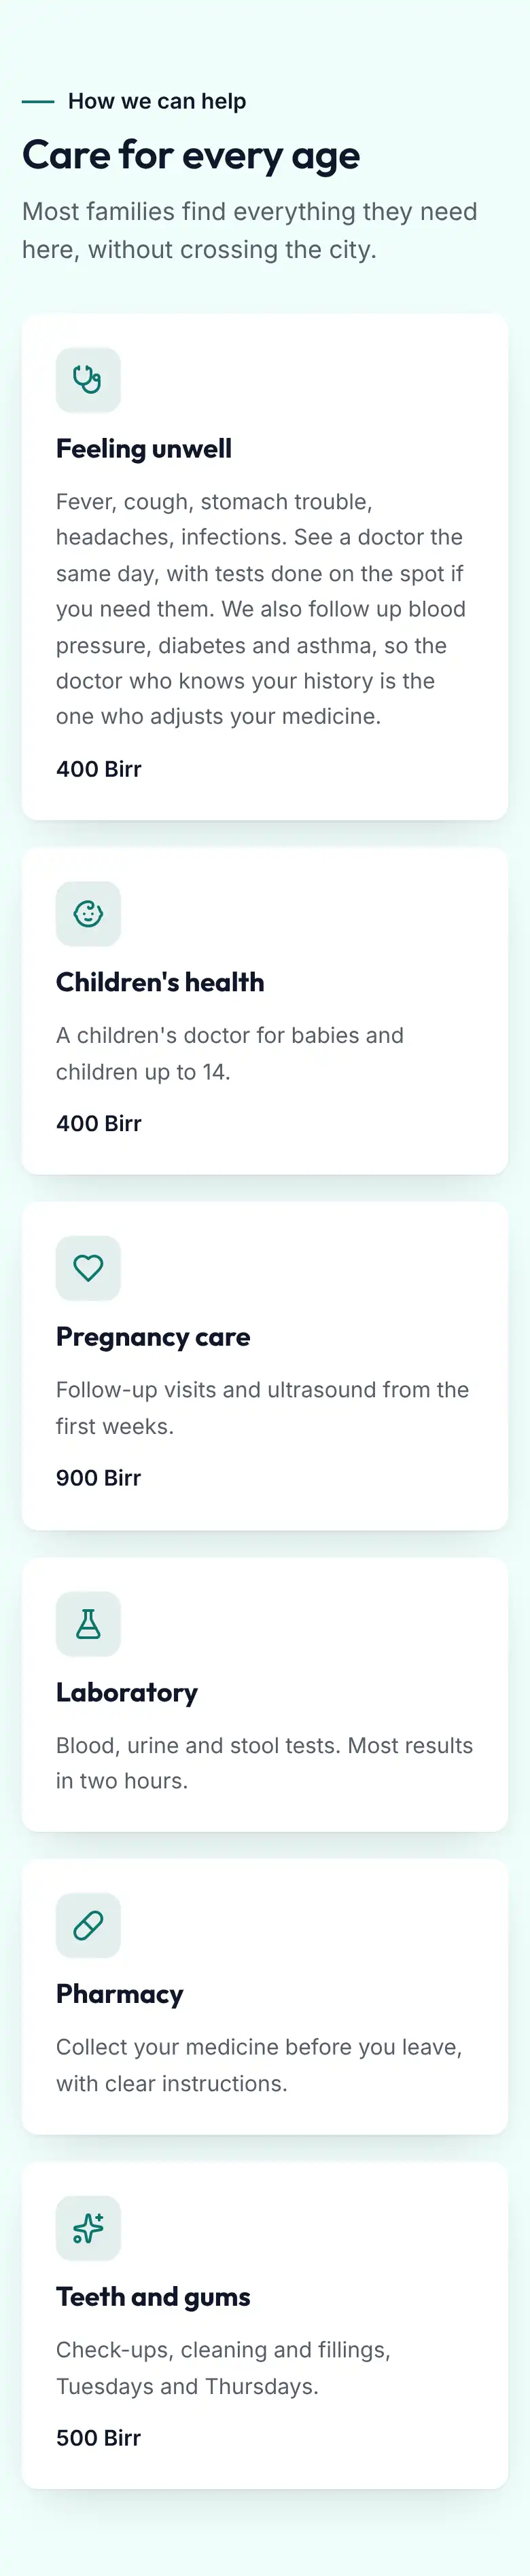 How we can help
Care for every age
Most families find everything they need
here, without crossing the city.
Feeling unwell
Fever, cough, stomach trouble,
headaches, infections. See a doctor the
same day, with tests done on the spot if
you need them. We also follow up blood
pressure, diabetes and asthma, so the
doctor who knows your history is the
one who adjusts your medicine.
400 Birr
Children's health
A children's doctor for babies and
children up to 14.
400 Birr
Pregnancy care
Follow-up visits and ultrasound from the
first weeks.
900 Birr
Laboratory
Blood, urine and stool tests. Most results
in two hours.
Pharmacy
Collect your medicine before you leave,
with clear instructions.
Teeth and gums
Check-ups, cleaning and fillings,
Tuesdays and Thursdays.
500 Birr